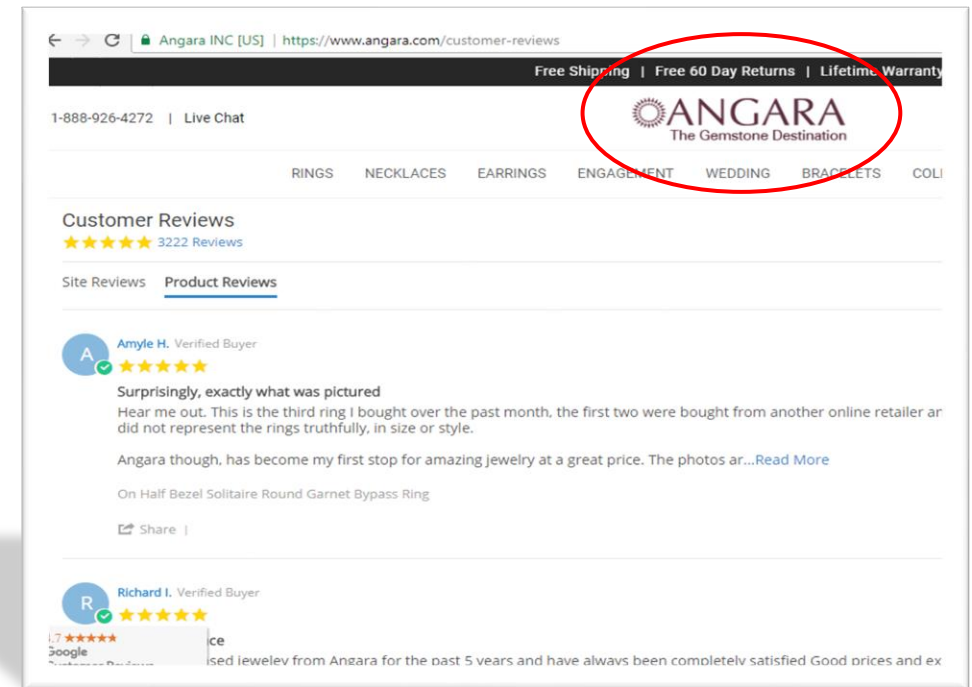 Angara INC [US] | https://www.angara.com/customer-reviews
Free Shipping | Free 60 Day Returns | Lifetime Warranty
1-888-926-4272 | Live Chat
ANGARA
The Gemstone Destination
RINGS NECKLACES EARRINGS ENGAGEMENT WEDDING BRACELETS
Customer Reviews
3222 Reviews
Site Reviews Product Reviews
A
Amyle H. Verified Buyer
Surprisingly, exactly what was pictured
Hear me out. This is the third ring I bought over the past month, the first two were bought from another online retailer
did not represent the rings truthfully, in size or style.
Angara though, has become my first stop for amazing jewelry at a great price. The photos ar...Read More
On Half Bezel Solitaire Round Garnet Bypass Ring
Share |
R
Richard I. Verified Buyer
Google
Customer Reviews
jeweley from Angara for the past 5 years and have always been completely satisfied Good prices and